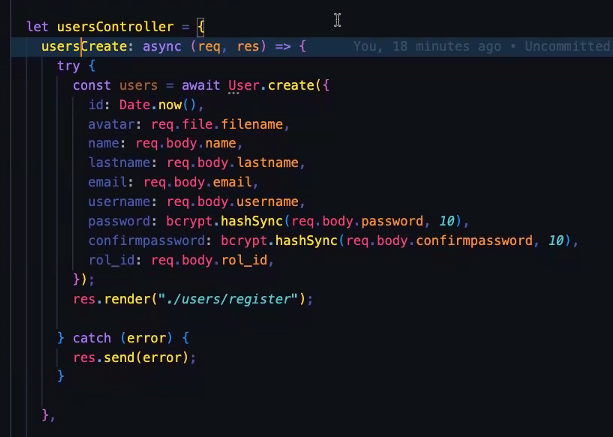 let usersController = {
usersCreate: async (req, res) => { You, 18 minutes ago • Uncommitted
try {
const users = await User.create({
id: Date.now(),
avatar: req.file.filename,
name: req.body.name,
lastname: req.body.lastname,
email: req.body.email,
username: req.body.username,
password: bcrypt.hashSync(req.body.password, 10),
confirmpassword: bcrypt.hashSync(req.body.confirmpassword, 10),
rol_id: req.body.rol_id,
});
res.render("./users/register");
} catch (error) {
res.send(error);
}
},